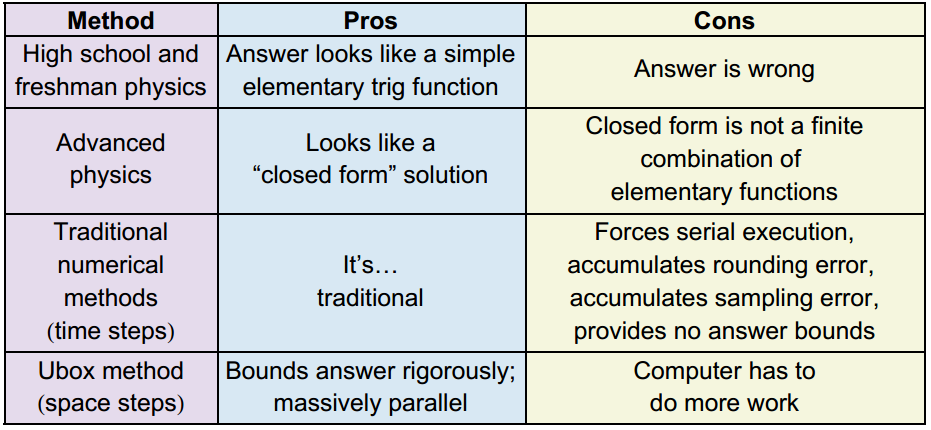 Method
Pros
Cons
High school and
freshman physics
Answer looks like a simple
elementary trig function
Answer is wrong
Advanced
physics
Looks like a
“closed form” solution
Closed form is not a finite
combination of
elementary functions
Traditional
numerical
methods
(time steps)
It’s…
traditional
Forces serial execution,
accumulates rounding error,
accumulates sampling error,
provides no answer bounds
Ubox method
(space steps)
Bounds answer rigorously;
massively parallel
Computer has to
do more work